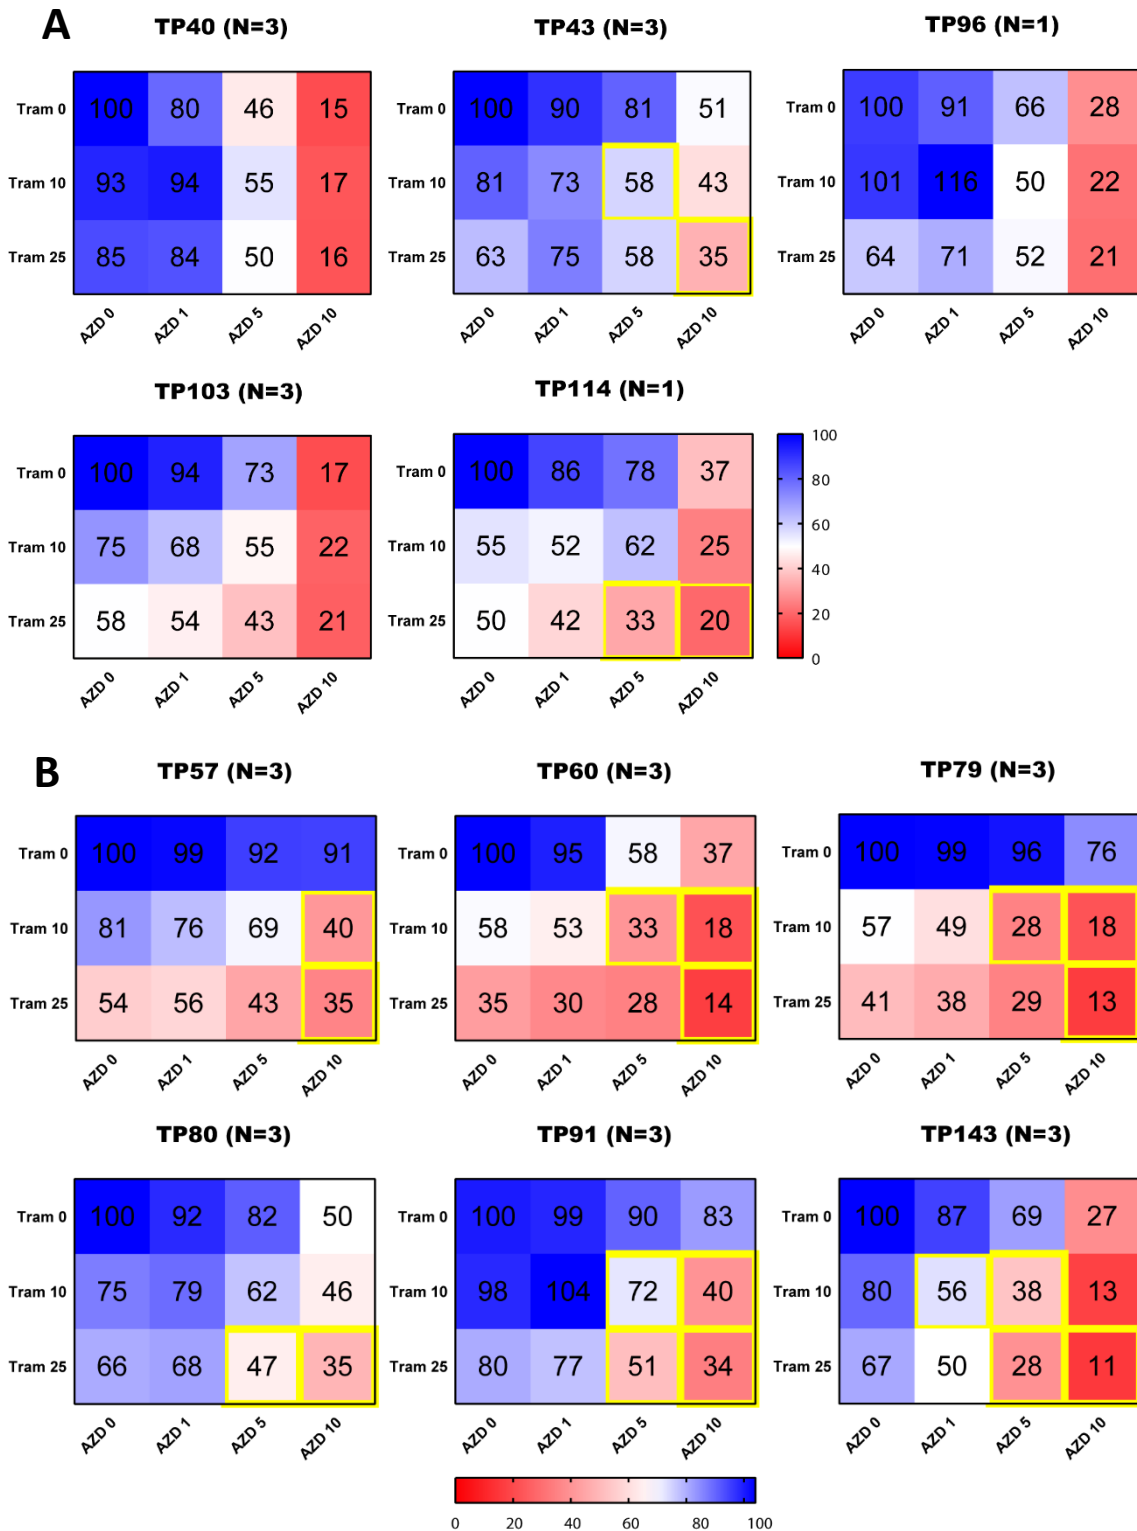 A
TP40 (N=3) TP43 (N=3) TP96 (N=1)
Tram 0 100 80 46 15 Tram 0 100 90 81 51 Tram 0 100 91 66 28
Tram 10 93 94 55 17 Tram 10 81 73 58 43 Tram 10 101 116 50 22
Tram 25 85 84 50 16 Tram 25 63 75 58 35 Tram 25 64 71 52 21
AZD 0 AZD 1 AZD 5 AZD 10 AZD 0 AZD 1 AZD 5 AZD 10 AZD 0 AZD 1 AZD 5 AZD 10
TP103 (N=3) TP114 (N=1)
Tram 0 100 94 73 17 Tram 0 100 86 78 37
Tram 10 75 68 55 22 Tram 10 55 52 62 25
Tram 25 58 54 43 21 Tram 25 50 42 33 20
AZD 0 AZD 1 AZD 5 AZD 10 AZD 0 AZD 1 AZD 5 AZD 10
100
80
60
40
20
0
B
TP57 (N=3) TP60 (N=3) TP79 (N=3)
Tram 0 100 99 92 91 Tram 0 100 95 58 37 Tram 0 100 99 96 76
Tram 10 81 76 69 40 Tram 10 58 53 33 18 Tram 10 57 49 28 18
Tram 25 54 56 43 35 Tram 25 35 30 28 14 Tram 25 41 38 29 13
AZD 0 AZD 1 AZD 5 AZD 10 AZD 0 AZD 1 AZD 5 AZD 10 AZD 0 AZD 1 AZD 5 AZD 10
TP80 (N=3) TP91 (N=3) TP143 (N=3)
Tram 0 100 92 82 50 Tram 0 100 99 90 83 Tram 0 100 87 69 27
Tram 10 75 79 62 46 Tram 10 98 104 72 40 Tram 10 80 56 38 13
Tram 25 66 68 47 35 Tram 25 80 77 51 34 Tram 25 67 50 28 11
AZD 0 AZD 1 AZD 5 AZD 10 AZD 0 AZD 1 AZD 5 AZD 10 AZD 0 AZD 1 AZD 5 AZD 10
0 20 40 60 80 100